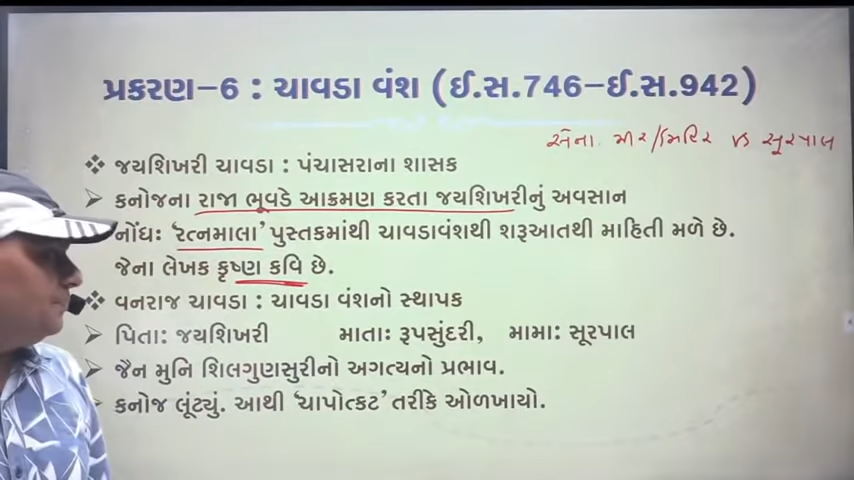 પ્રકરણ-6 : ચાવડા વંશ (ઈ.સ.746-ઈ.સ.942)
સેના. મીર/મિહિર vs સૂરપાલ
❖ જયશિખરી ચાવડા : પંચાસરાના શાસક
➢ કનોજના રાજા ભૂવડે આક્રમણ કરતા જયશિખરીનું અવસાન
નોંધઃ 'રત્નમાલા' પુસ્તકમાંથી ચાવડાવંશથી શરૂઆતથી માહિતી મળે છે.
જેના લેખક કૃષ્ણ કવિ છે.
❖ વનરાજ ચાવડા : ચાવડા વંશનો સ્થાપક
➢ પિતાઃ જયશિખરી માતાઃ રૂપસુંદરી, મામાઃ સૂરપાલ
➢ જૈન મુનિ શિલગુણસુરીનો અગત્યનો પ્રભાવ.
➢ કનોજ લૂંટ્યું. આથી 'ચાપોત્કટ' તરીકે ઓળખાયો.